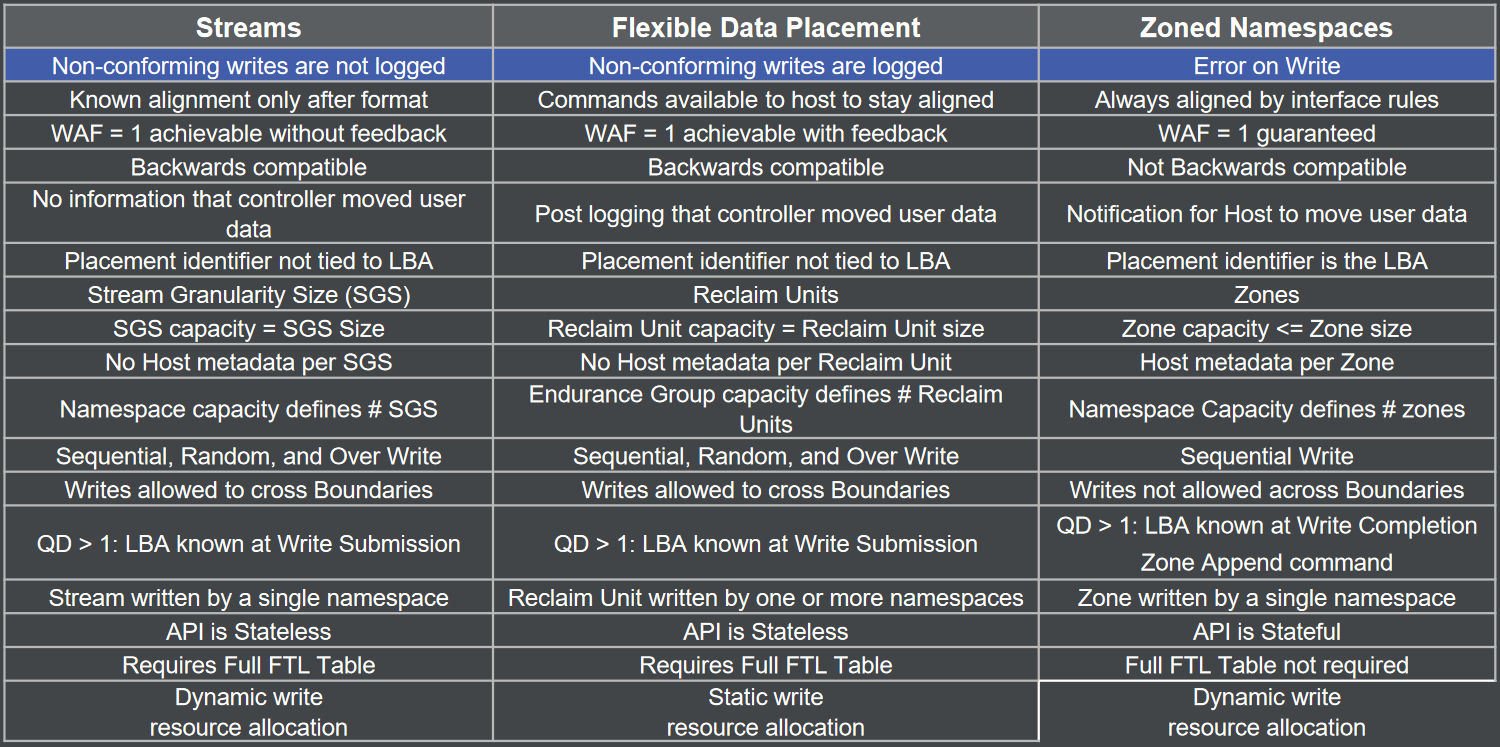 Streams Flexible Data Placement Zoned Namespaces
Non-conforming writes are not logged Non-conforming writes are logged Error on Write
Known alignment only after format Commands available to host to stay aligned Always aligned by interface rules
WAF = 1 achievable without feedback WAF = 1 achievable with feedback WAF = 1 guaranteed
Backwards compatible Backwards compatible Not Backwards compatible
No information that controller moved user
data
Post logging that controller moved user data Notification for Host to move user data
Placement identifier not tied to LBA Placement identifier not tied to LBA Placement identifier is the LBA
Stream Granularity Size (SGS) Reclaim Units Zones
SGS capacity = SGS Size Reclaim Unit capacity = Reclaim Unit size Zone capacity <= Zone size
No Host metadata per SGS No Host metadata per Reclaim Unit Host metadata per Zone
Namespace capacity defines # SGS
Endurance Group capacity defines # Reclaim
Units
Namespace Capacity defines # zones
Sequential, Random, and Over Write Sequential, Random, and Over Write Sequential Write
Writes allowed to cross Boundaries Writes allowed to cross Boundaries Writes not allowed across Boundaries
QD > 1: LBA known at Write Submission QD > 1: LBA known at Write Submission
QD > 1: LBA known at Write Completion
Zone Append command
Stream written by a single namespace Reclaim Unit written by one or more namespaces Zone written by a single namespace
API is Stateless API is Stateless API is Stateful
Requires Full FTL Table Requires Full FTL Table Full FTL Table not required
Dynamic write Static write Dynamic write
resource allocation resource allocation resource allocation